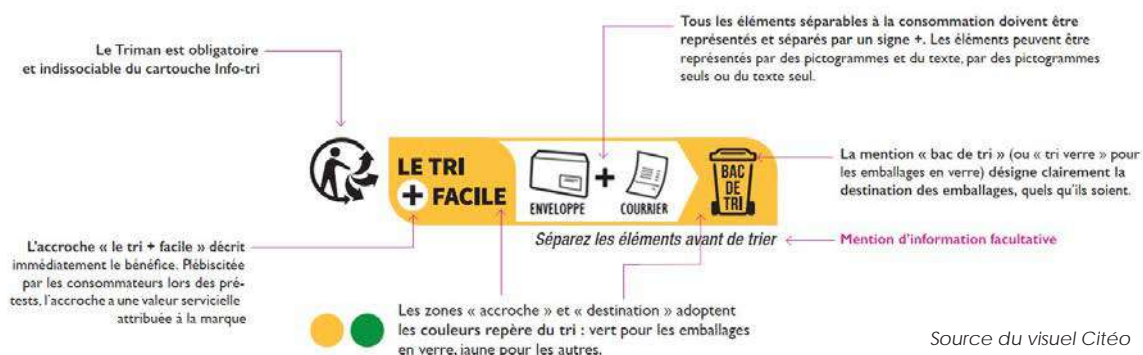 Tous les éléments séparables à la consommation doivent être
représentés et séparés par un signe +. Les éléments peuvent être
représentés par des pictogrammes et du texte, par des pictogrammes
seuls ou du texte seul.
Le Triman est obligatoire
et indissociable du cartouche Info-tri
LE TRI
+ FACILE
ENVELOPPE
+
COURRIER
BAC
DE
TRI
La mention « bac de tri » (ou « tri verre » pour
les emballages en verre) désigne clairement la
destination des emballages, quels qu'ils soient.
Séparez les éléments avant de trier
Mention d'information facultative
L'accroche « le tri + facile » décrit
immédiatement le bénéfice. Plébiscitée
par les consommateurs lors des pré-
tests, l'accroche a une valeur servicielle
attribuée à la marque
Les zones « accroche » et « destination » adoptent
les couleurs repère du tri : vert pour les emballages
en verre, jaune pour les autres.
Source du visuel Citéo